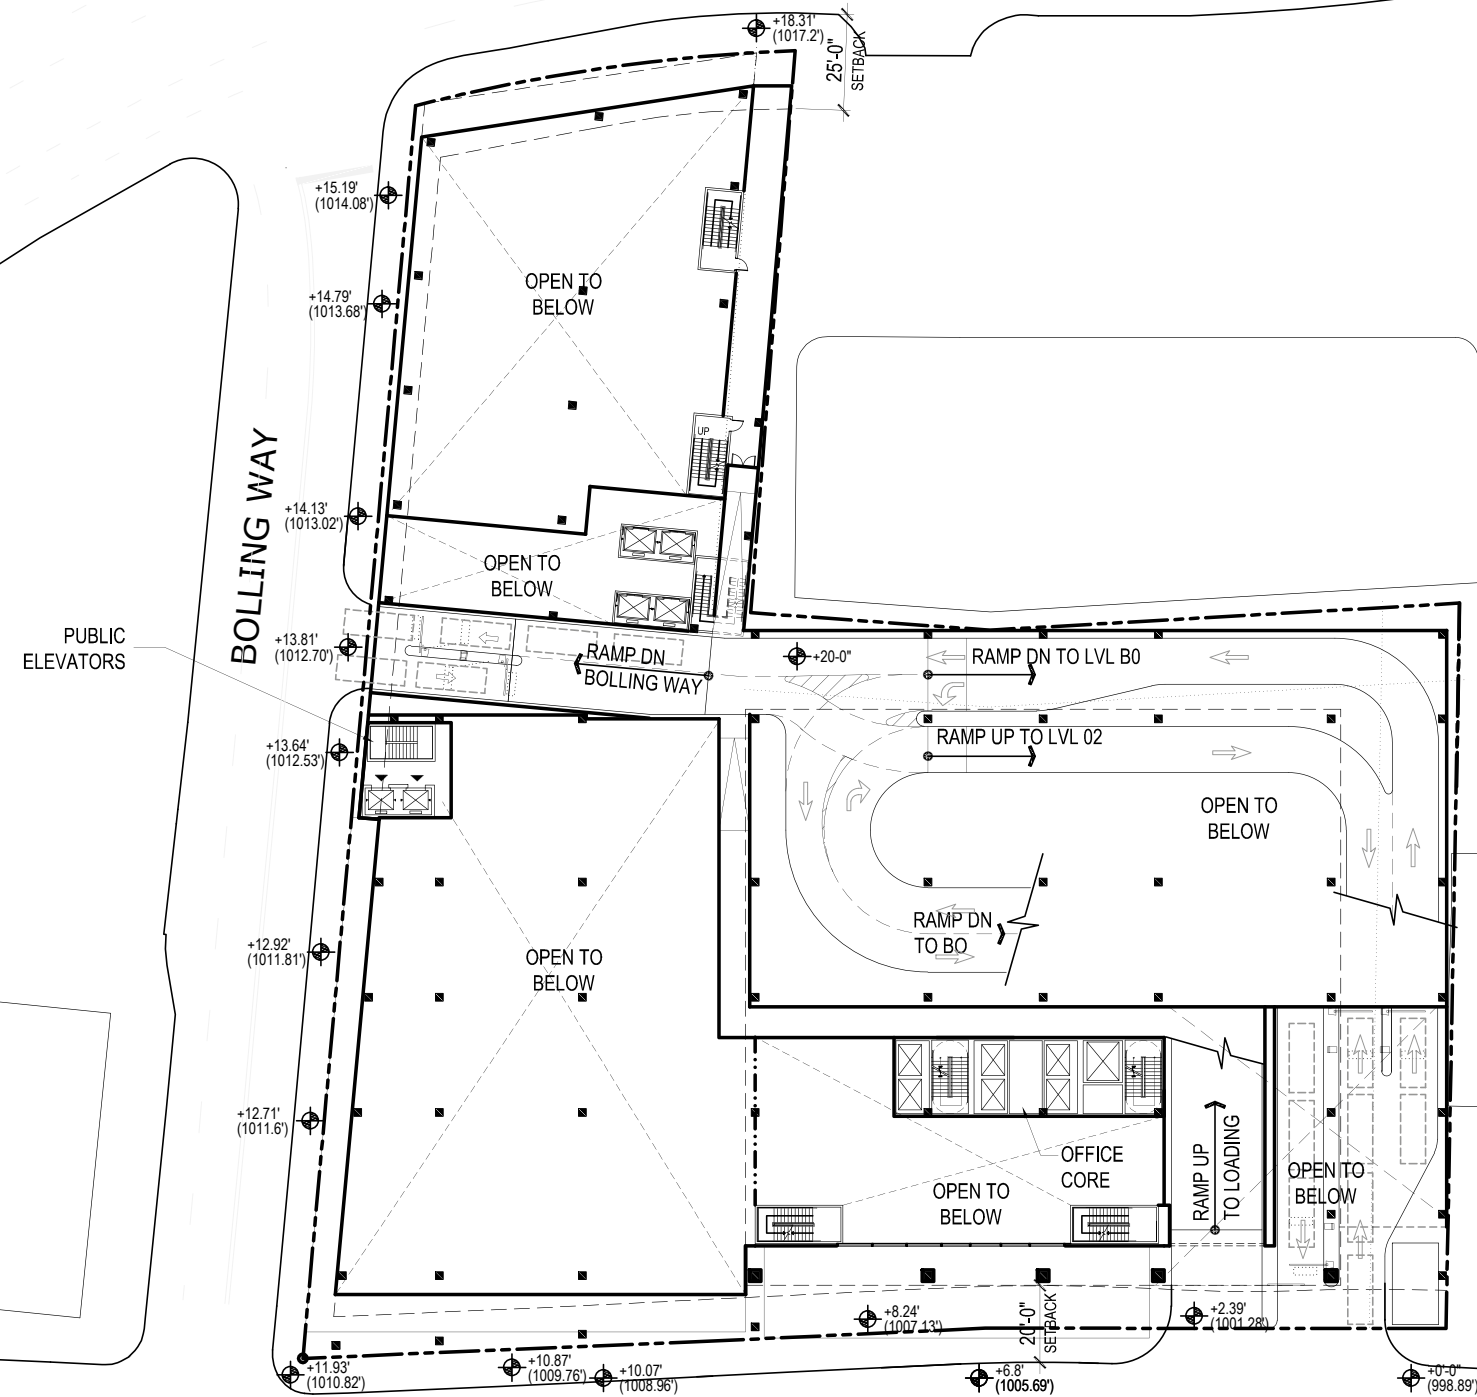 +18.31'
(1017.2')
25'-0"
SETBACK
+15.19'
(1014.08')
OPEN TO
BELOW
+14.79'
(1013.68')
UP
BOLLING WAY
+14.13'
(1013.02')
OPEN TO
BELOW
PUBLIC
ELEVATORS
+13.81'
(1012.70')
RAMP DN
BOLLING WAY
+20-0"
RAMP DN TO LVL B0
+13.64'
(1012.53')
RAMP UP TO LVL 02
OPEN TO
BELOW
RAMP DN
TO BO
+12.92'
(1011.81')
OPEN TO
BELOW
+12.71'
(1011.6')
OFFICE
CORE
RAMP UP
TO LOADING
OPEN TO
BELOW
OPEN TO
BELOW
20'-0"
SETBACK
+8.24'
(1007.13')
+2.39'
(1001.28')
+11.93'
(1010.82')
+10.87'
(1009.76')
+10.07'
(1008.96')
+6.8'
(1005.69')
+0'-0"
(998.89')